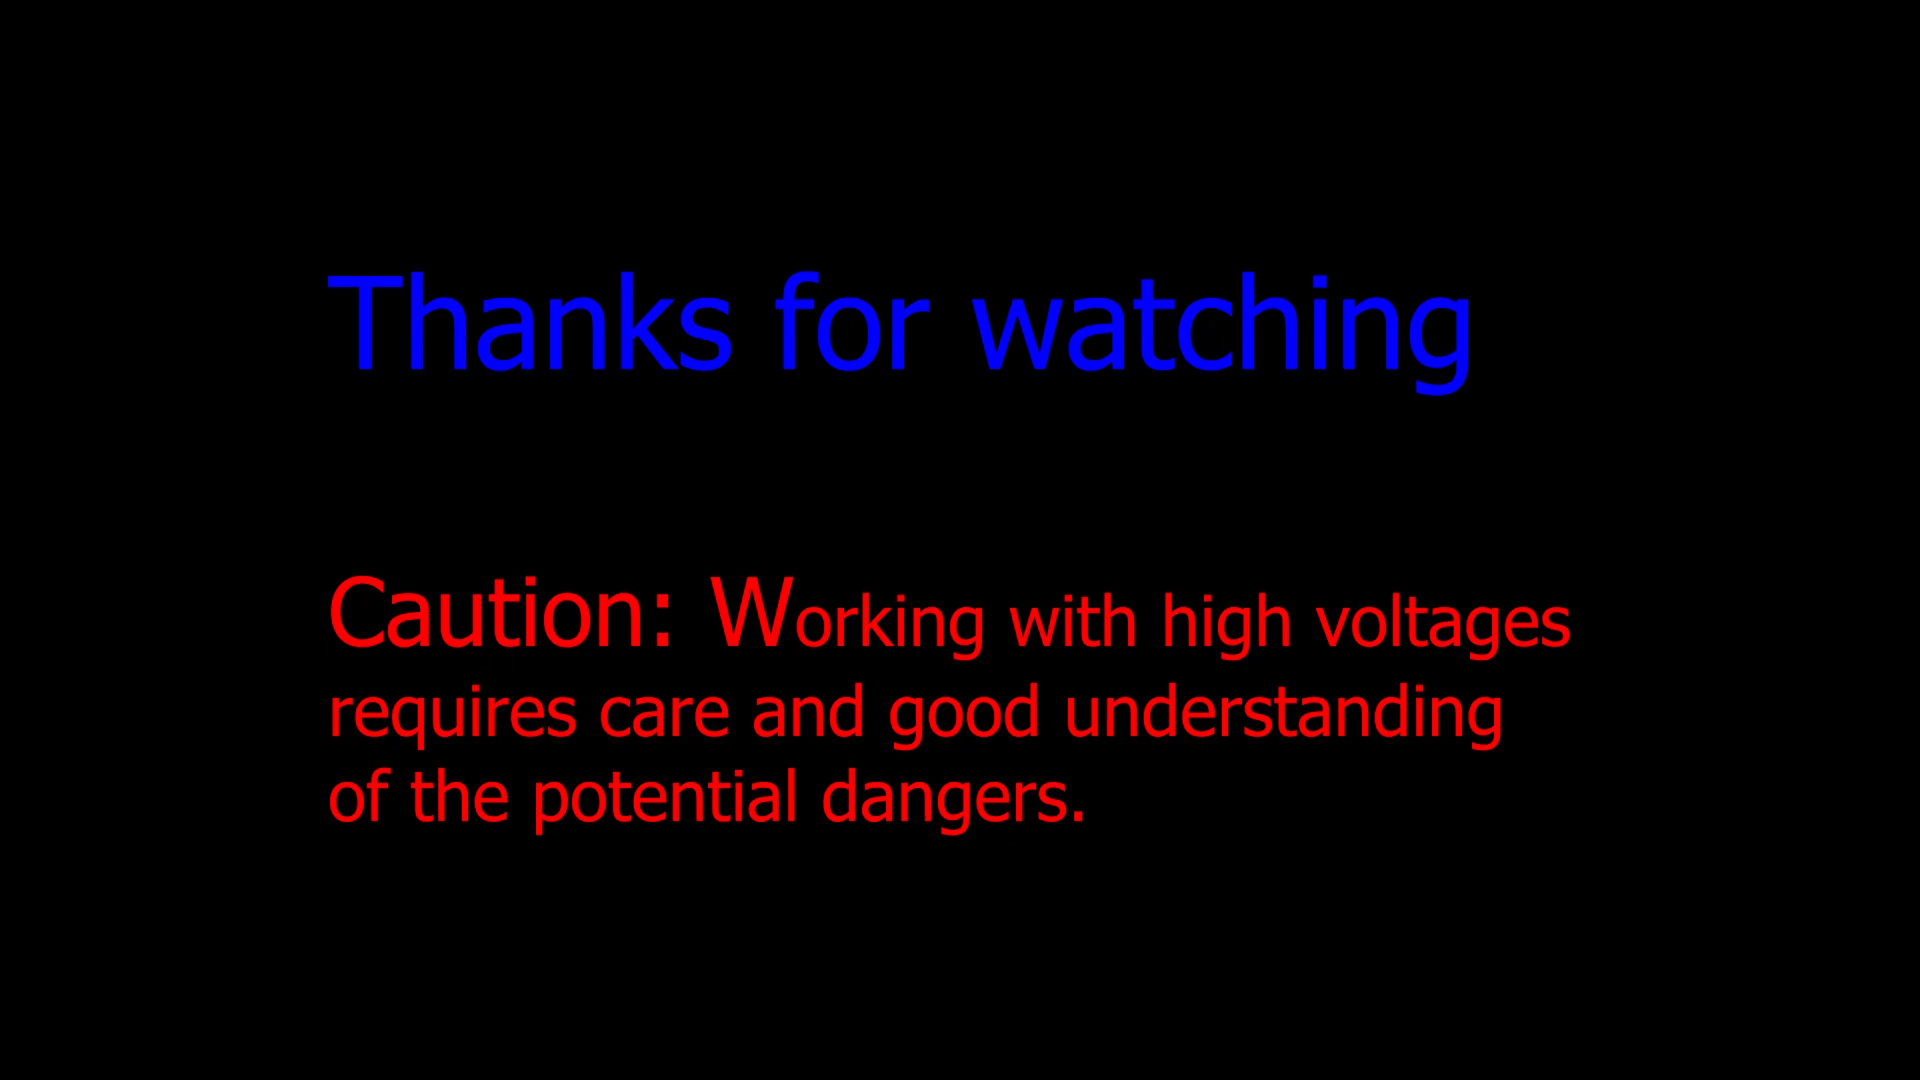 Thanks for watching
Caution: Working with high voltages
requires care and good understanding
of the potential dangers.